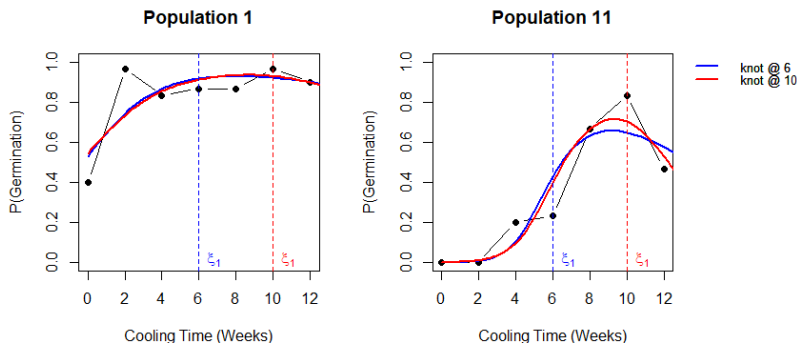 Population 1
P(Germination)
0.0 0.2 0.4 0.6 0.8 1.0
ξ1 ξ1
0 2 4 6 8 10 12
Cooling Time (Weeks)
Population 11
P(Germination)
0.0 0.2 0.4 0.6 0.8 1.0
ξ1 ξ1
0 2 4 6 8 10 12
Cooling Time (Weeks)
knot @ 6
knot @ 10